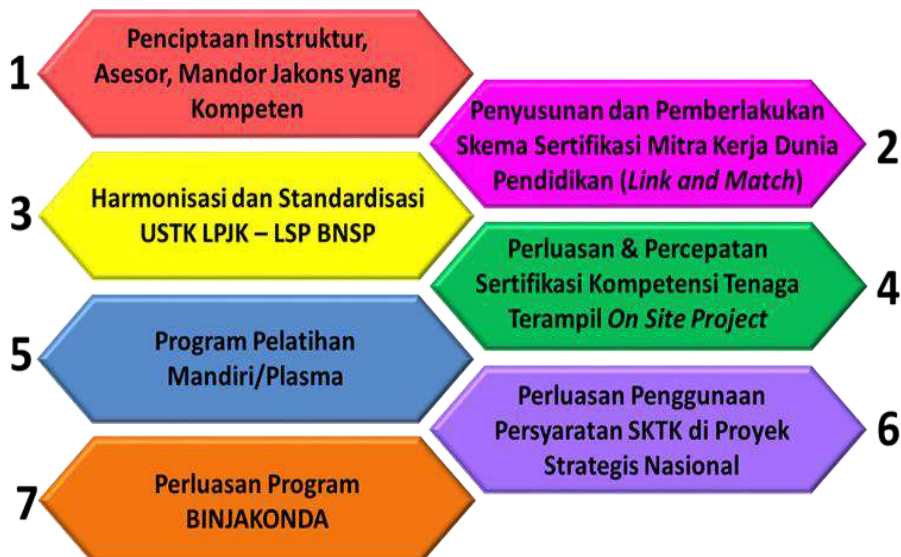 1
Penciptaan Instruktur,
Asesor, Mandor Jakons yang
Kompeten
Penyusunan dan Pemberlakukan
Skema Sertifikasi Mitra Kerja Dunia
Pendidikan (Link and Match)
2
3
Harmonisasi dan Standardisasi
USTK LPJK – LSP BNSP
Perluasan & Percepatan
Sertifikasi Kompetensi Tenaga
Terampil On Site Project
4
5
Program Pelatihan
Mandiri/Plasma
Perluasan Penggunaan
Persyaratan SKTK di Proyek
Strategis Nasional
6
7
Perluasan Program
BINJAKONDA